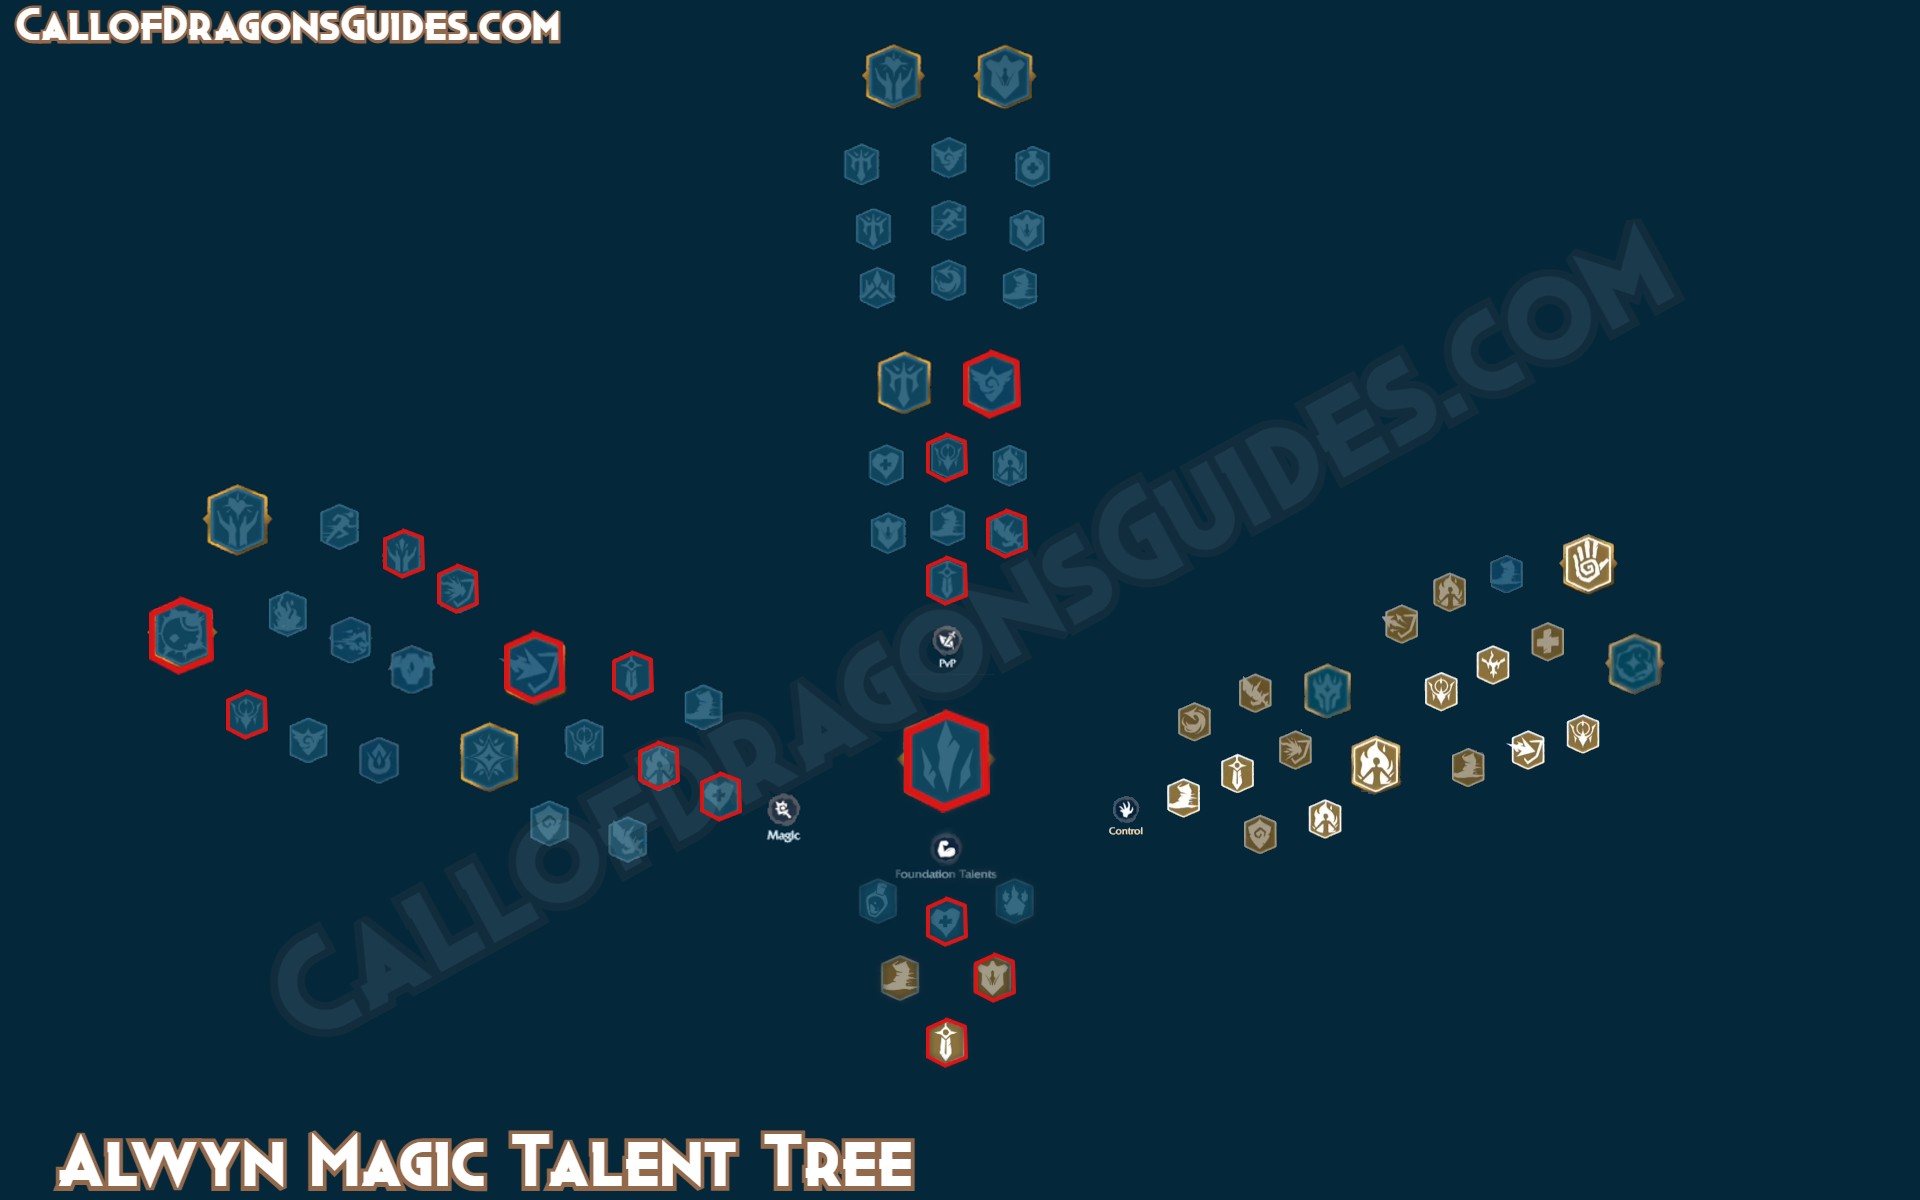 CallofDragonsGuides.com
CallofDragonsGuides.com
PvP
Magic
Control
Foundation Talents
Alwyn Magic Talent Tree